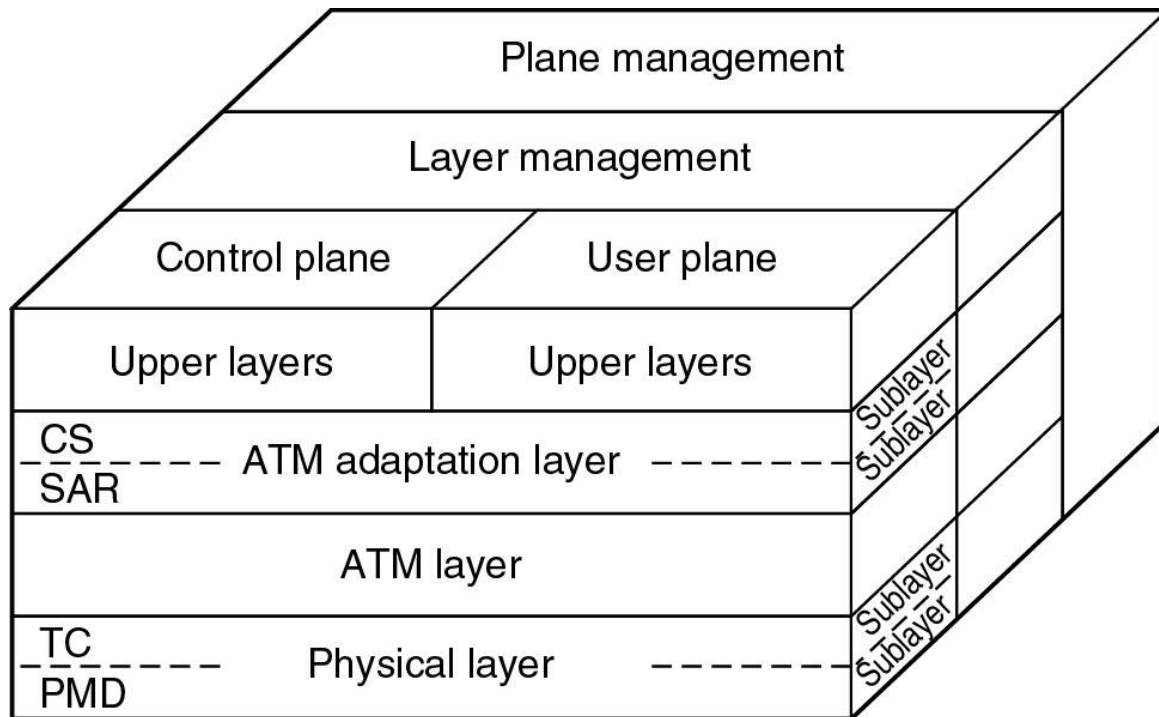 Plane management
Layer management
Control plane
User plane
Upper layers
Upper layers
CS
ATM adaptation layer
SAR
Sublayer
Sublayer
ATM layer
TC
Physical layer
PMD
Sublayer
Sublayer